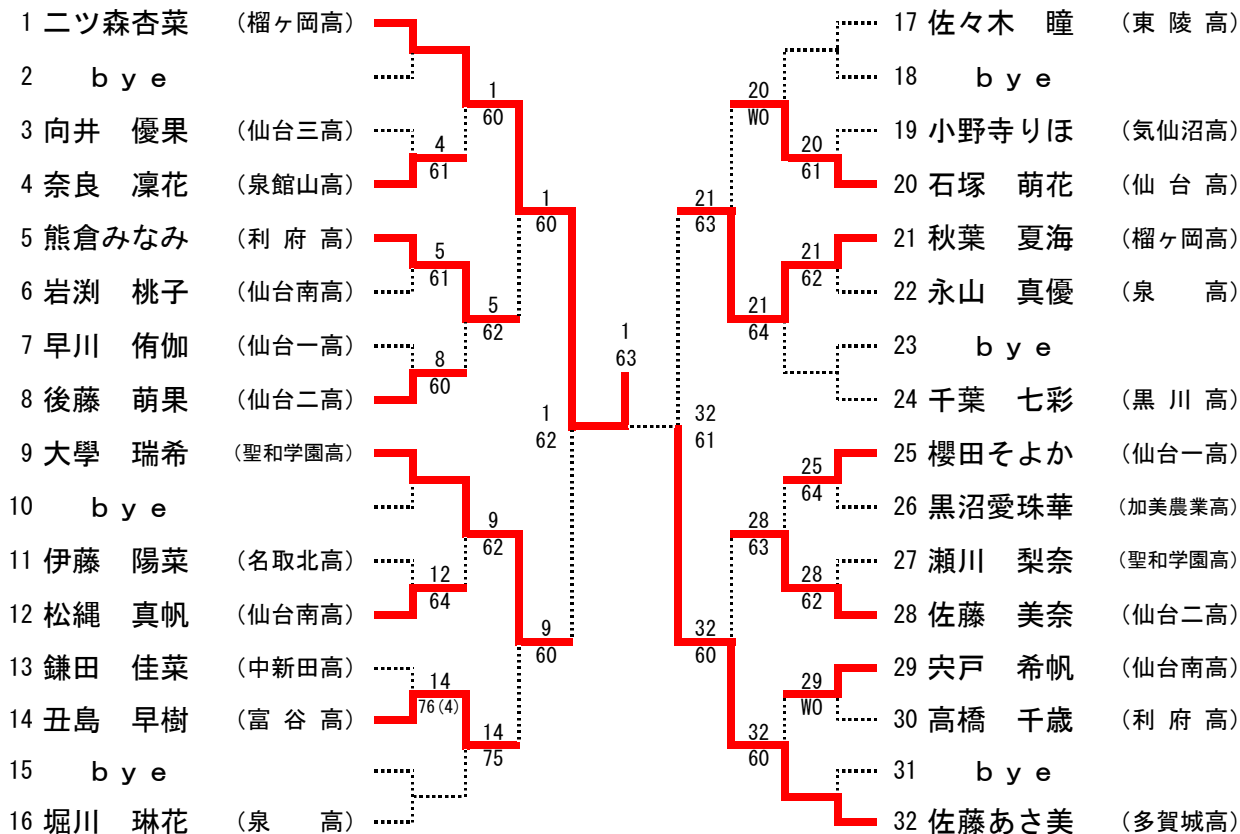 1 二ツ森杏菜 (榴ヶ岡高)
2 ｂｙｅ
1
60
3 向井 優果 (仙台三高)
4
61
4 奈良 凜花 (泉館山高)
1
60
5 熊倉みなみ (利府高)
5
61
6 岩渕 桃子 (仙台南高)
5
62
7 早川 侑伽 (仙台一高)
8
60
8 後藤 萌果 (仙台二高)
1
62
9 大學 瑞希 (聖和学園高)
10 ｂｙｅ
9
62
11 伊藤 陽菜 (名取北高)
12
64
12 松縄 真帆 (仙台南高)
9
60
13 鎌田 佳菜 (中新田高)
14
76(4)
14 丑島 早樹 (富谷高)
14
75
15 ｂｙｅ
16 堀川 琳花 (泉 高)
1
63
17 佐々木 瞳 (東陵高)
18 ｂｙｅ
20
WO
19 小野寺りほ (気仙沼高)
20
61
20 石塚 萌花 (仙台高)
21
63
21 秋葉 夏海 (榴ヶ岡高)
21
62
22 永山 真優 (泉 高)
21
64
23 ｂｙｅ
24 千葉 七彩 (黒川高)
32
61
25 櫻田そよか (仙台一高)
25
64
26 黒沼愛珠華 (加美農業高)
28
63
27 瀬川 梨奈 (聖和学園高)
28
62
28 佐藤 美奈 (仙台二高)
32
60
29 宍戸 希帆 (仙台南高)
29
WO
30 高橋 千歳 (利府高)
32
60
31 ｂｙｅ
32 佐藤あさ美 (多賀城高)